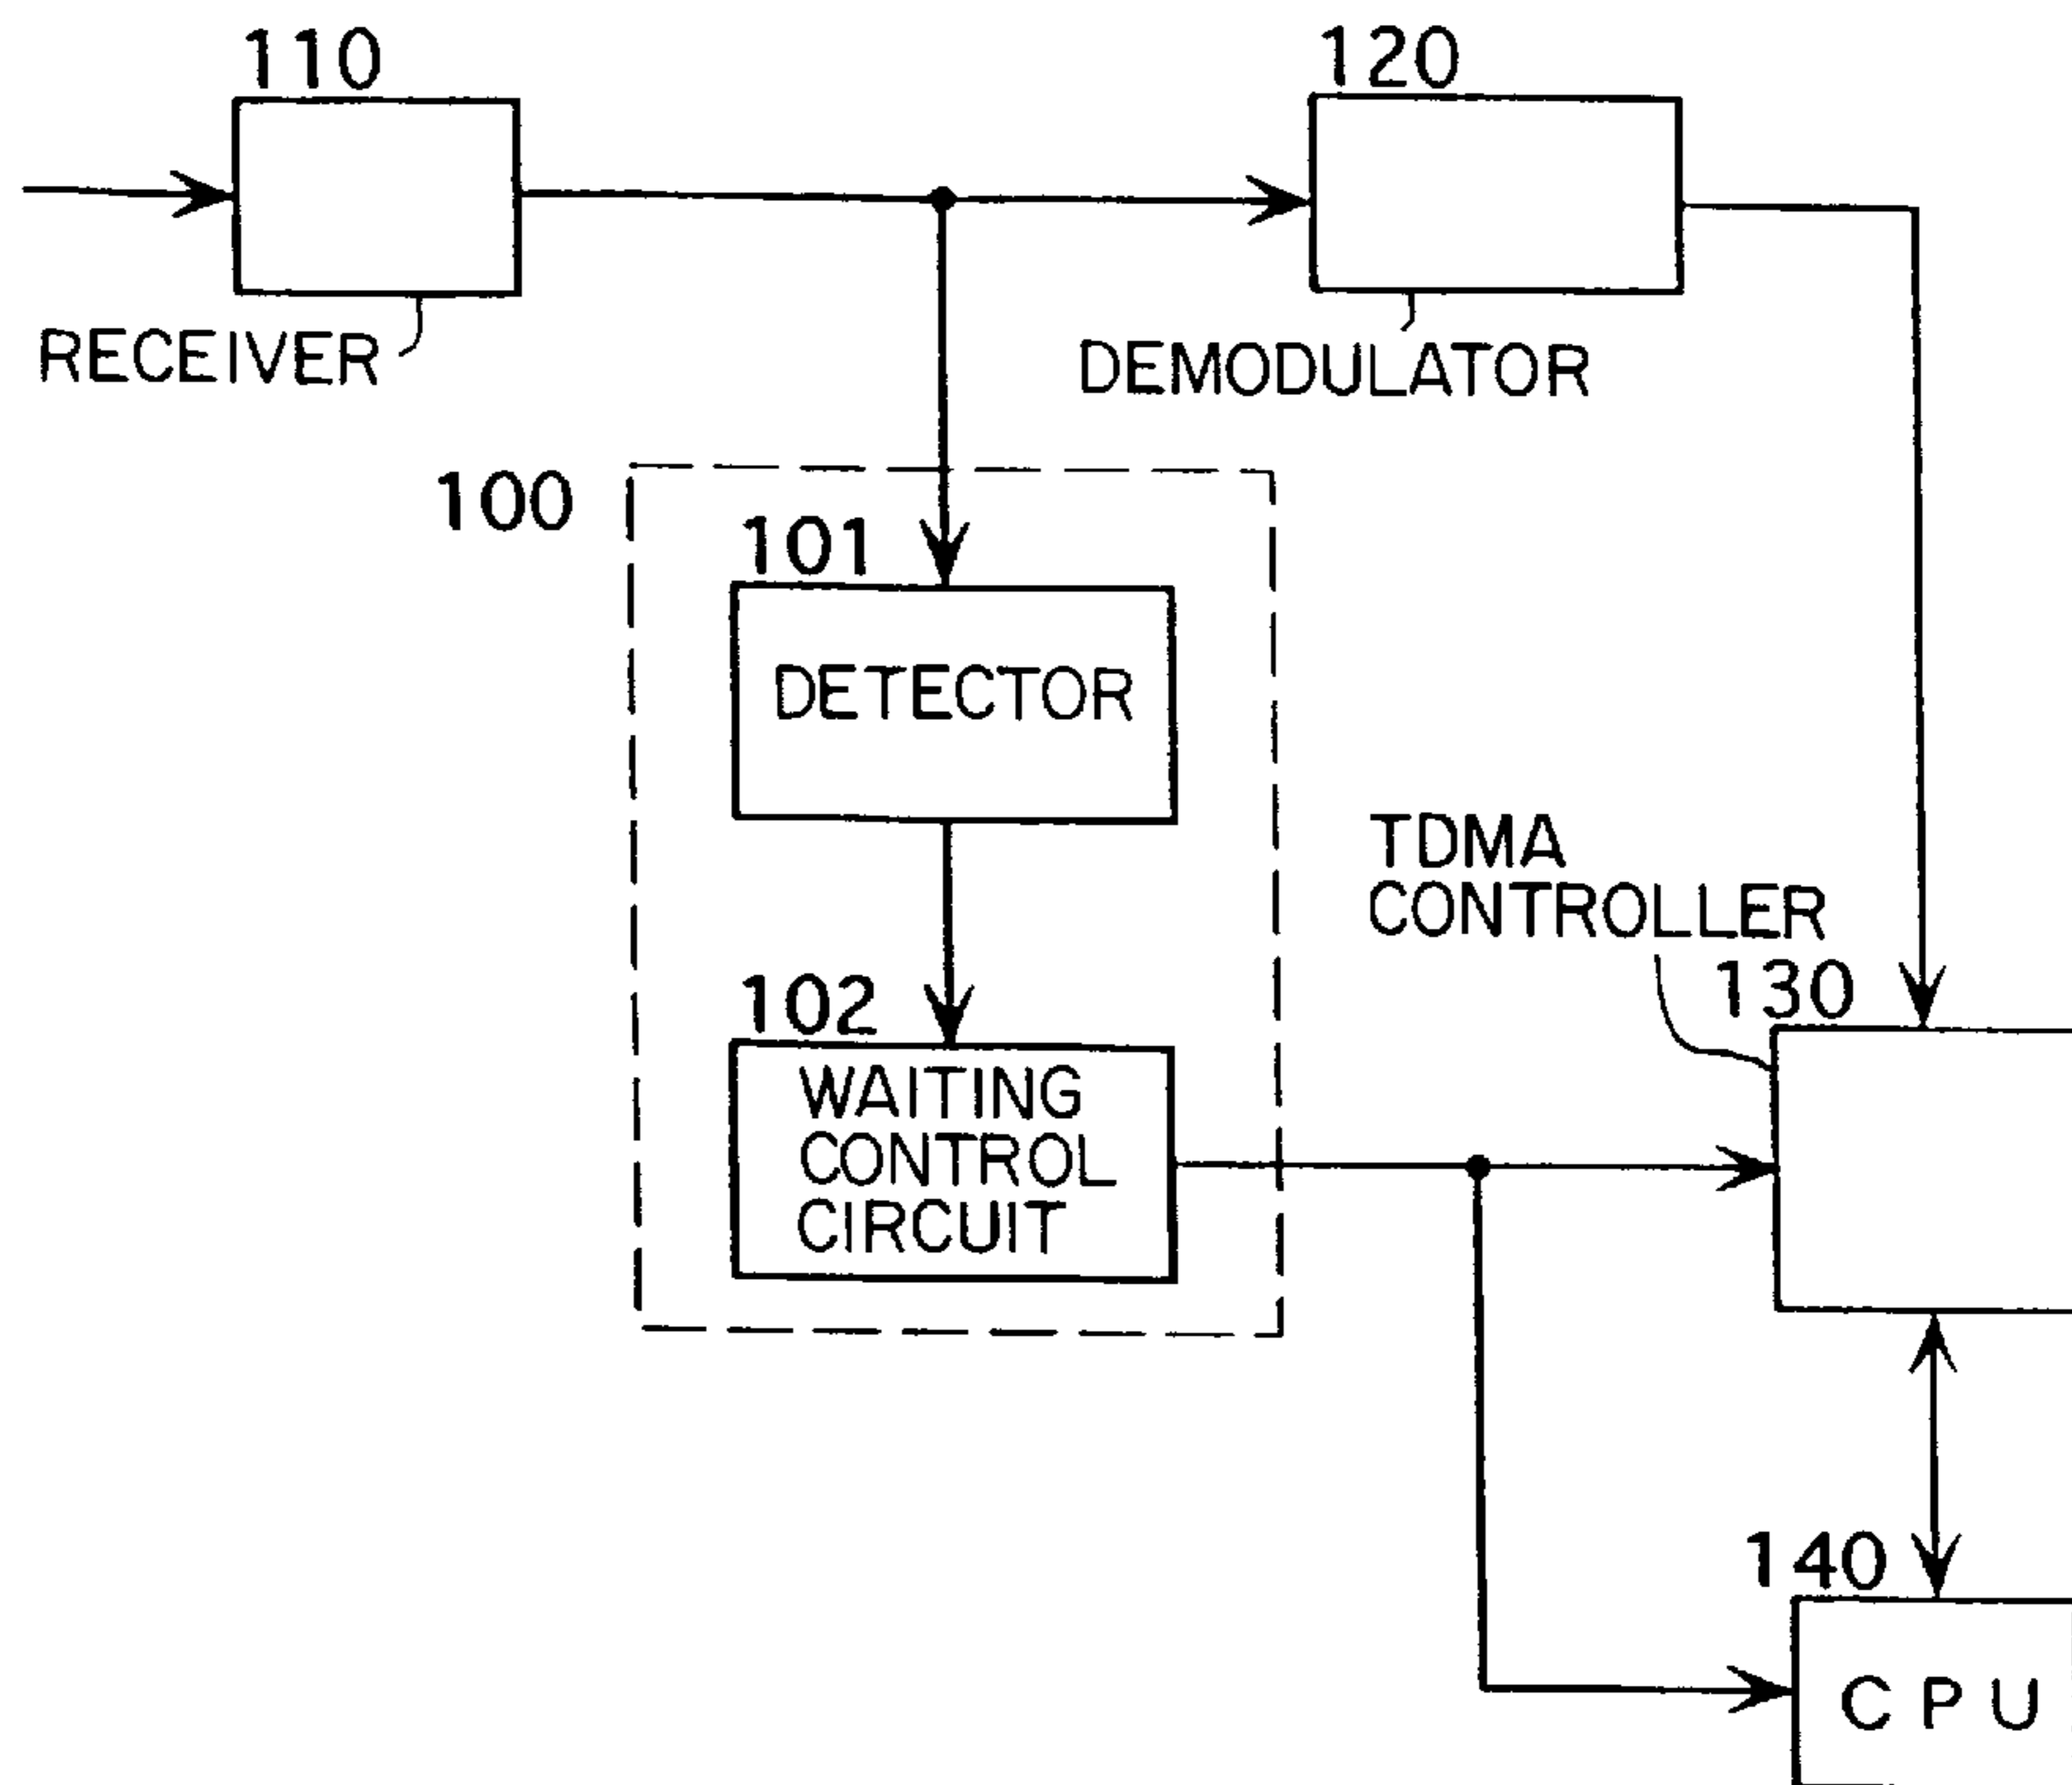 110
120
RECEIVER
DEMODULATOR
100
101
DETECTOR
TDMA
CONTROLLER
130
102
WAITING
CONTROL
CIRCUIT
140
CPU